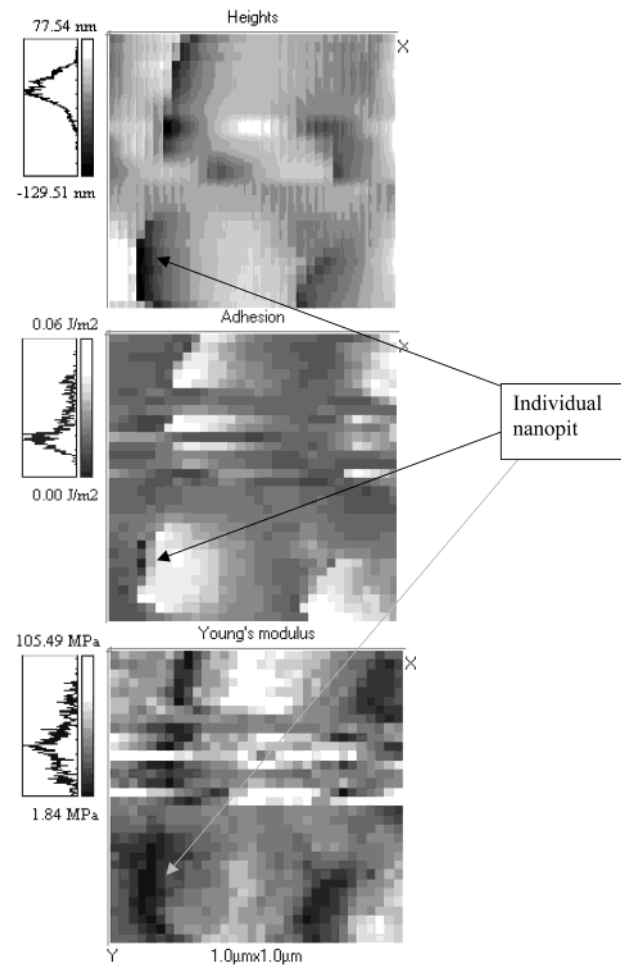 Heights
77.54 nm
X
-129.51 nm
Adhesion
0.06 J/m2
X
0.00 J/m2
Individual
nanopit
Young's modulus
105.49 MPa
X
1.84 MPa
Y 1.0µmx1.0µm